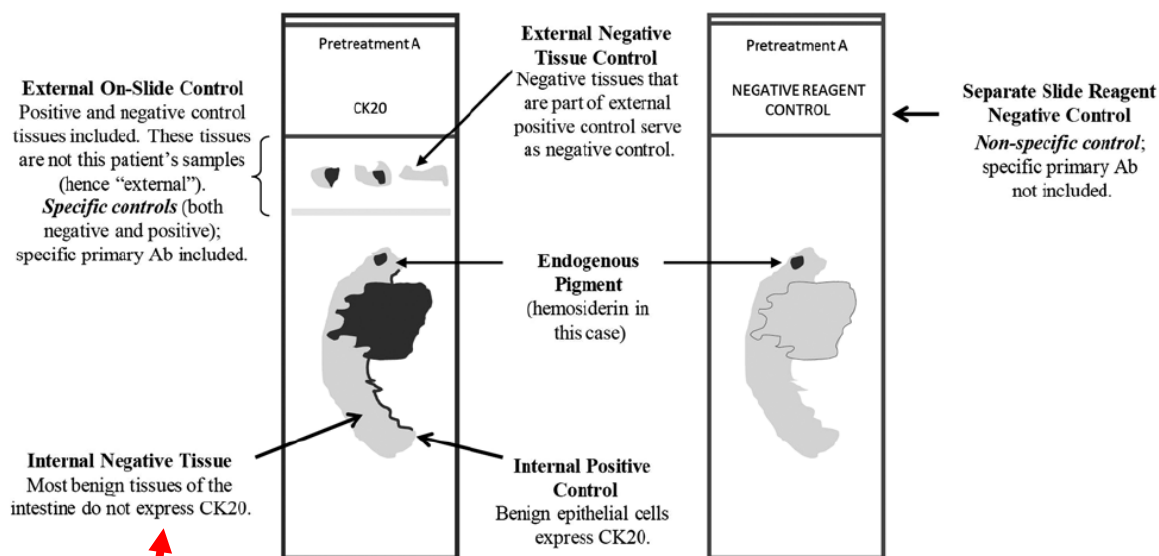 External On-Slide Control
Positive and negative control
tissues included. These tissues
are not this patient's samples
(hence "external").
Specific controls (both
negative and positive);
specific primary Ab included.
Pretreatment A
CK20
External Negative
Tissue Control
Negative tissues that
are part of external
positive control serve
as negative control.
Pretreatment A
NEGATIVE REAGENT
CONTROL
Separate Slide Reagent
Negative Control
Non-specific control;
specific primary Ab
not included.
Endogenous
Pigment
(hemosiderin in
this case)
Internal Negative Tissue
Most benign tissues of the
intestine do not express CK20.
Internal Positive
Control
Benign epithelial cells
express CK20.